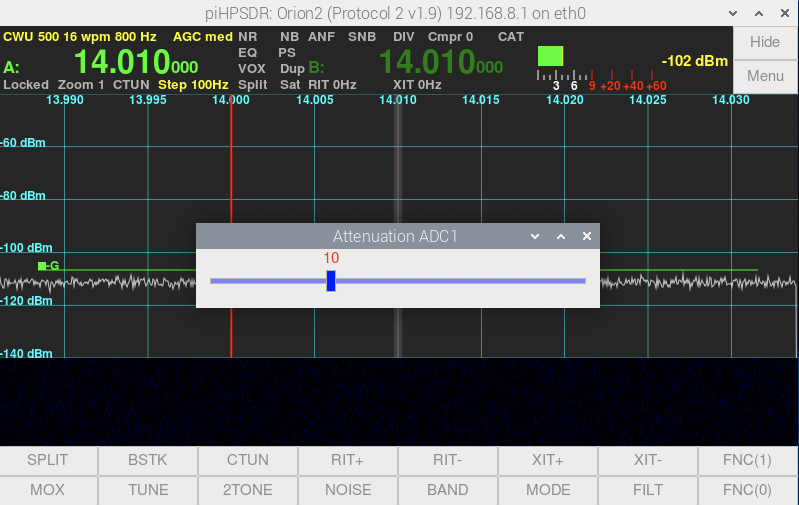 piHPSDR: Orion2 (Protocol 2 v1.9) 192.168.8.1 on eth0
CWU 500 16 wpm 800 Hz AGC med NR NB ANF SNB DIV Cmpr 0 CAT
Hide
EQ PS
A: 14.010000 VOX Dup B: 14.010000 -102 dBm
Menu
Locked Zoom 1 CTUN Step 100Hz Split Sat RIT 0Hz XIT 0Hz 3 6 9 +20 +40 +60
13.990 13.995 14.000 14.005 14.010 14.015 14.020 14.025 14.030
-60 dBm
-80 dBm
Attenuation ADC1
-100 dBm
10
-G
-120 dBm
-140 dBm
SPLIT BSTK CTUN RIT+ RIT- XIT+ XIT- FNC(1)
MOX TUNE 2TONE NOISE BAND MODE FILT FNC(0)